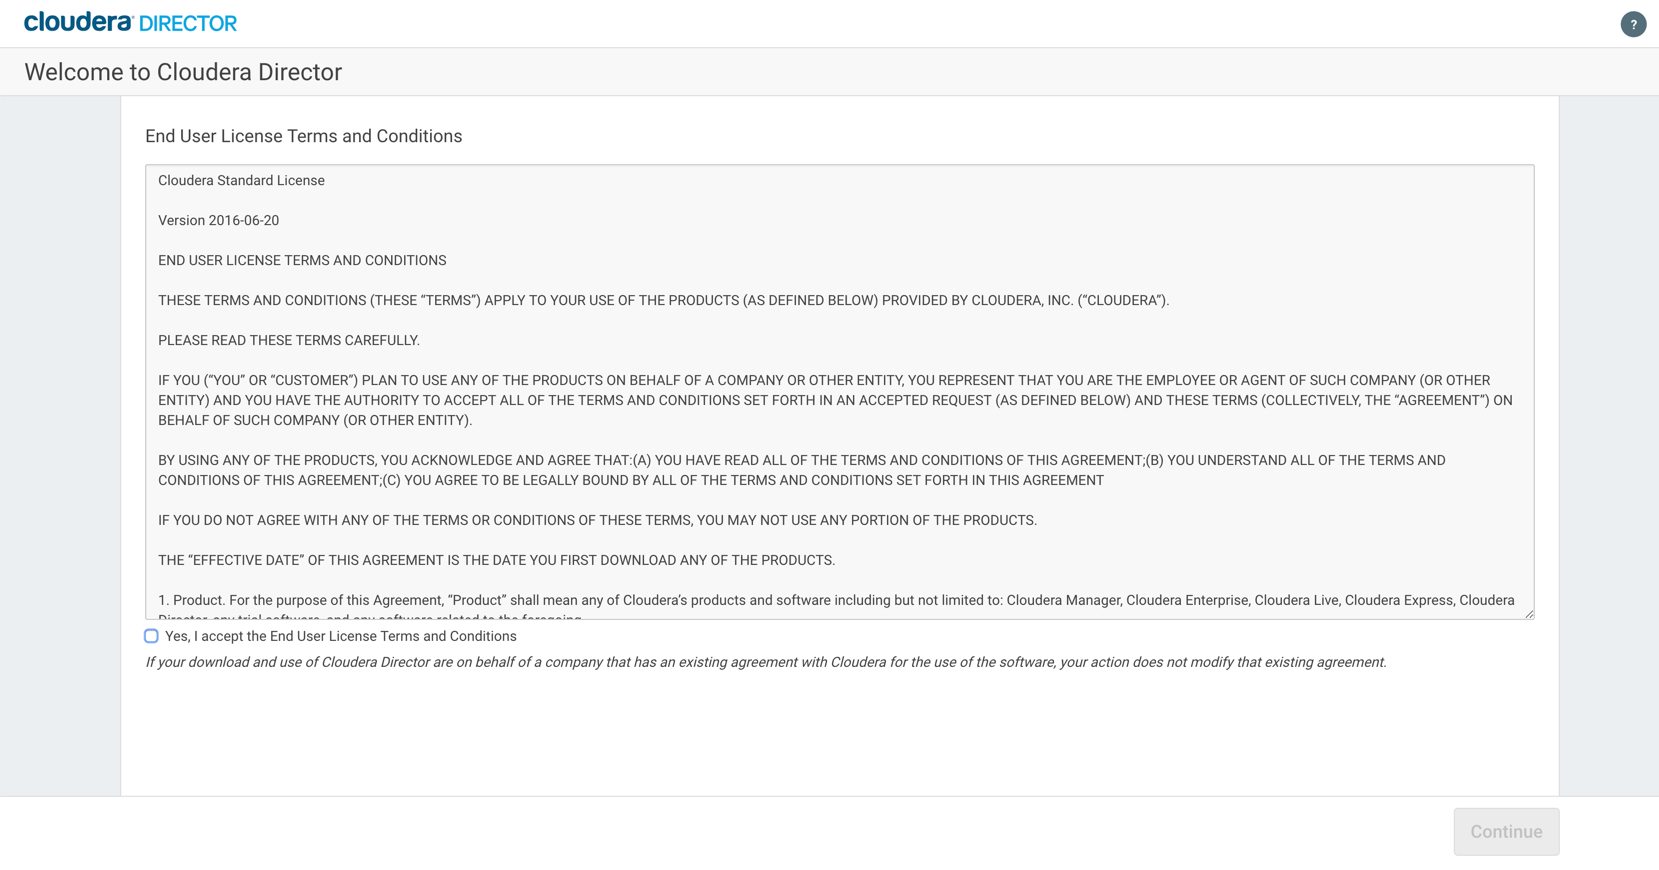 cloudera DIRECTOR
?
Welcome to Cloudera Director
End User License Terms and Conditions
Cloudera Standard License
Version 2016-06-20
END USER LICENSE TERMS AND CONDITIONS
THESE TERMS AND CONDITIONS (THESE “TERMS”) APPLY TO YOUR USE OF THE PRODUCTS (AS DEFINED BELOW) PROVIDED BY CLOUDERA, INC. (“CLOUDERA”).
PLEASE READ THESE TERMS CAREFULLY.
IF YOU (“YOU” OR “CUSTOMER”) PLAN TO USE ANY OF THE PRODUCTS ON BEHALF OF A COMPANY OR OTHER ENTITY, YOU REPRESENT THAT YOU ARE THE EMPLOYEE OR AGENT OF SUCH COMPANY (OR OTHER
ENTITY) AND YOU HAVE THE AUTHORITY TO ACCEPT ALL OF THE TERMS AND CONDITIONS SET FORTH IN AN ACCEPTED REQUEST (AS DEFINED BELOW) AND THESE TERMS (COLLECTIVELY, THE “AGREEMENT”) ON
BEHALF OF SUCH COMPANY (OR OTHER ENTITY).
BY USING ANY OF THE PRODUCTS, YOU ACKNOWLEDGE AND AGREE THAT:(A) YOU HAVE READ ALL OF THE TERMS AND CONDITIONS OF THIS AGREEMENT;(B) YOU UNDERSTAND ALL OF THE TERMS AND
CONDITIONS OF THIS AGREEMENT;(C) YOU AGREE TO BE LEGALLY BOUND BY ALL OF THE TERMS AND CONDITIONS SET FORTH IN THIS AGREEMENT
IF YOU DO NOT AGREE WITH ANY OF THE TERMS OR CONDITIONS OF THESE TERMS, YOU MAY NOT USE ANY PORTION OF THE PRODUCTS.
THE “EFFECTIVE DATE” OF THIS AGREEMENT IS THE DATE YOU FIRST DOWNLOAD ANY OF THE PRODUCTS.
1. Product. For the purpose of this Agreement, “Product” shall mean any of Cloudera’s products and software including but not limited to: Cloudera Manager, Cloudera Enterprise, Cloudera Live, Cloudera Express, Cloudera
Director, any trial software, and any software related to the foregoing.
Yes, I accept the End User License Terms and Conditions
If your download and use of Cloudera Director are on behalf of a company that has an existing agreement with Cloudera for the use of the software, your action does not modify that existing agreement.
Continue